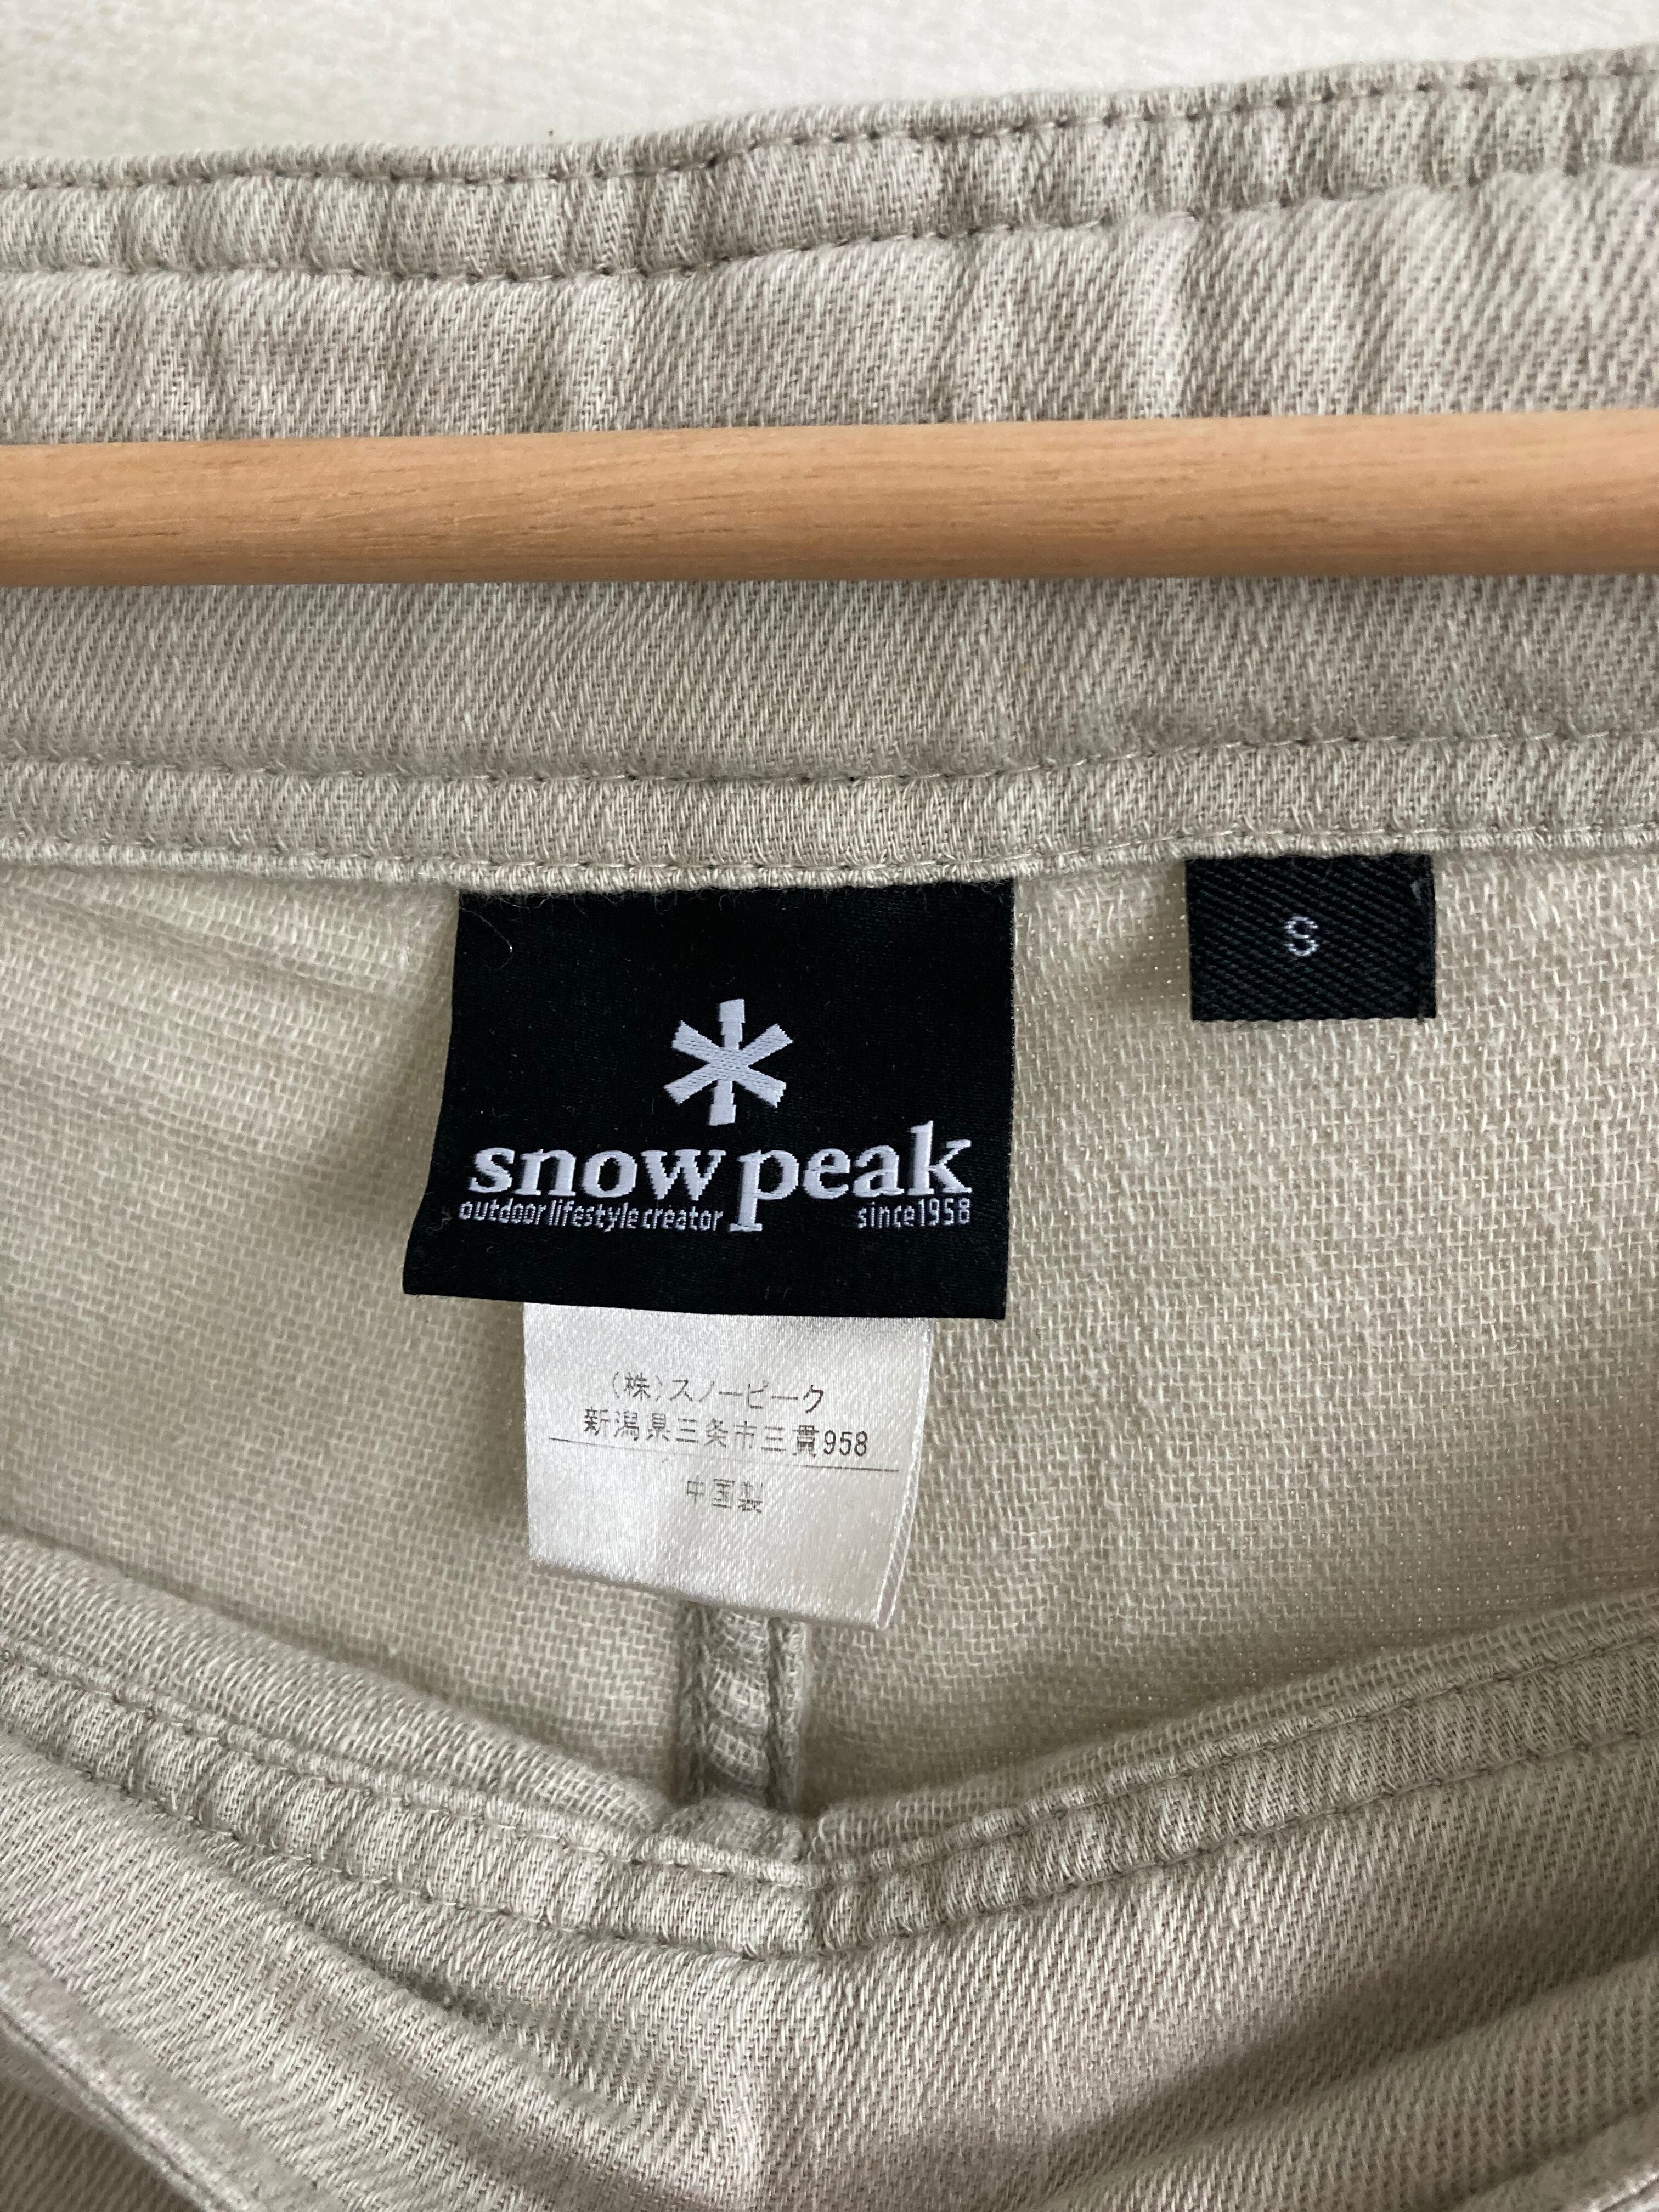 S
snow peak
outdoor lifestyle creator since1958
(株)スノーピーク
新潟県三条市三貫958
中国製